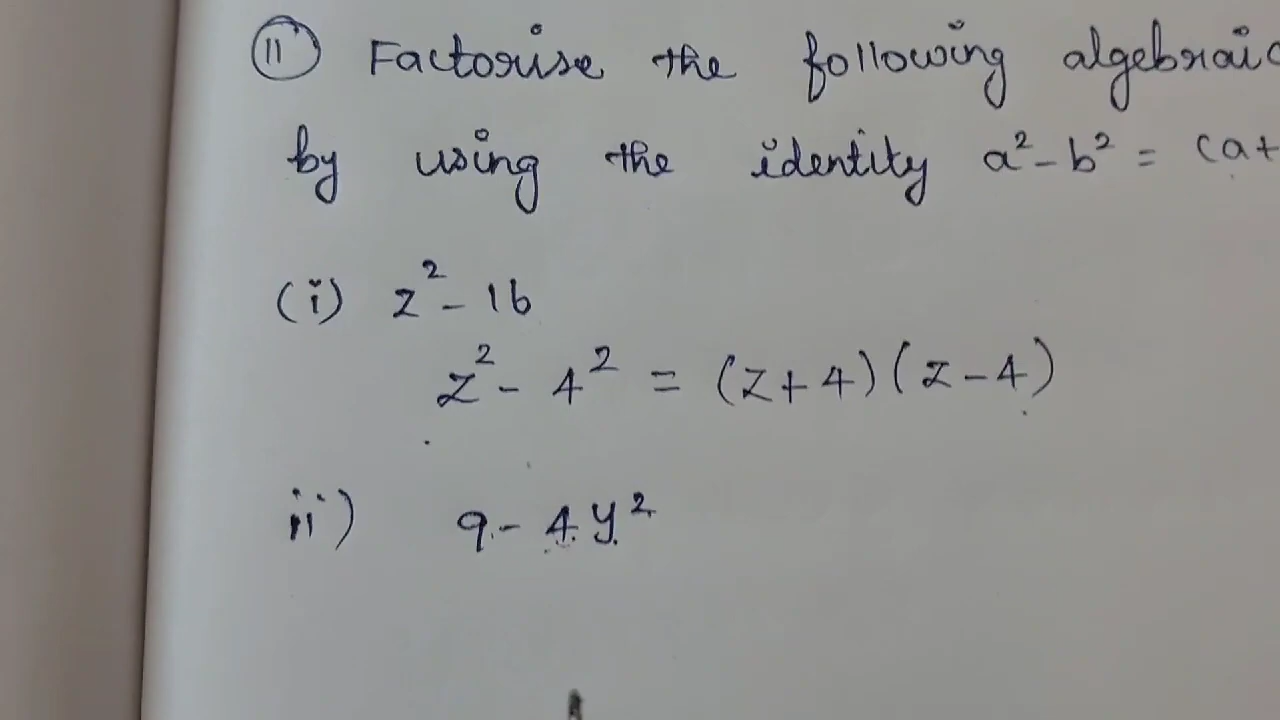 (11) Factorise the following algebraic
by using the identity a² - b² = (a+
(i) z² - 16
z² - 4² = (z+4)(z-4)
ii) 9 - 4y²